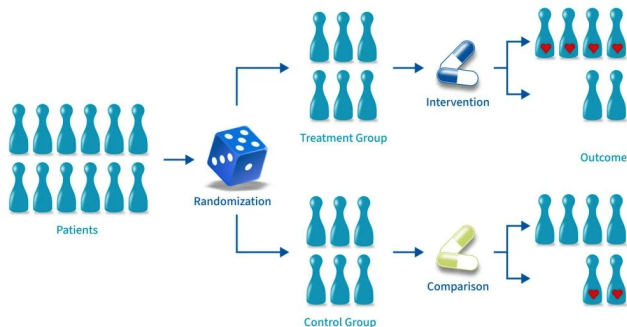 Treatment Group
Intervention
Outcome
Randomization
Patients
Comparison
Control Group